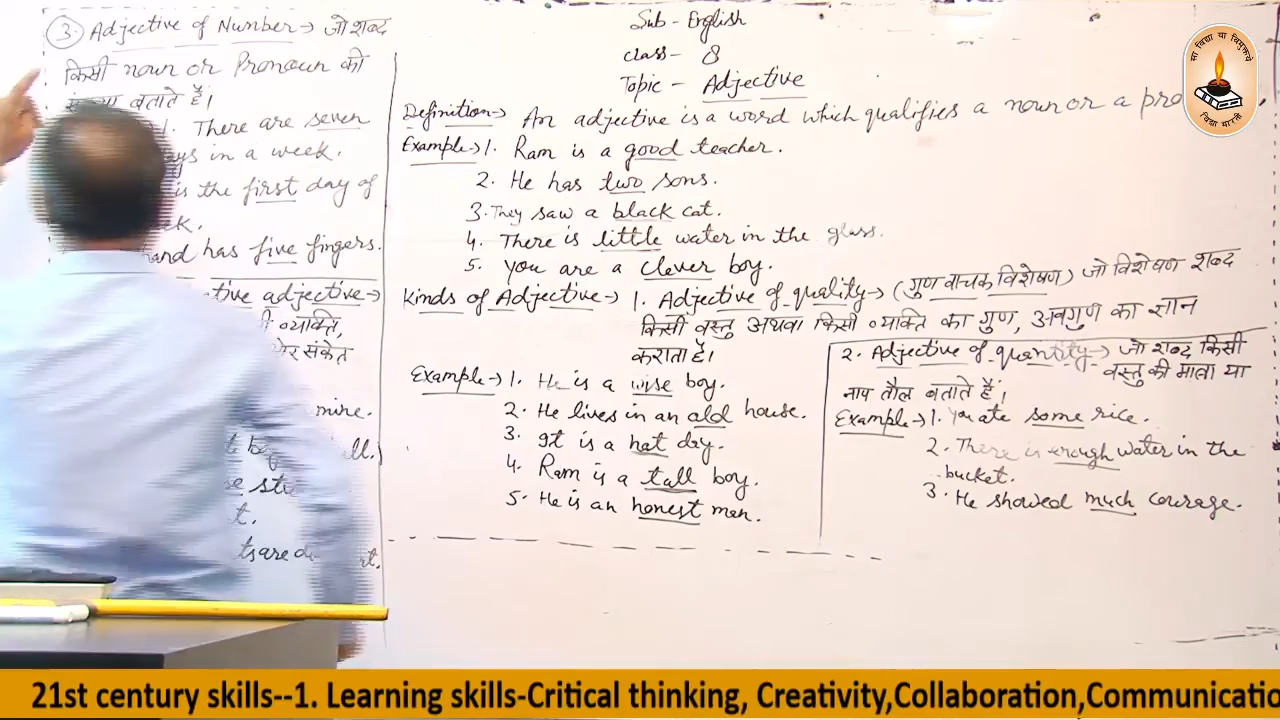 Sub - English
Class - 8
Topic - Adjective
Definition → An adjective is a word which qualifies a noun or a pro
Example → 1. Ram is a good teacher.
2. He has two sons.
3. They saw a black cat.
4. There is little water in the glass.
5. You are a clever boy.
Kinds of Adjective → 1. Adjective of quality → (गुण वाचक विशेषण) जो विशेषण शब्द
किसी वस्तु अथवा किसी व्यक्ति का गुण, अवगुण का ज्ञान
कराता है।
Example → 1. He is a wise boy.
2. He lives in an old house.
3. It is a hot day.
4. Ram is a tall boy.
5. He is an honest man.
2. Adjective of quantity → जो शब्द किसी
वस्तु की मात्रा या
नाप तौल बताते हैं।
Example → 1. You ate some rice.
2. There is enough water in the
bucket.
3. He showed much courage.
3. Adjective of Number → जो शब्द
किसी noun or Pronoun की
बताते हैं।
1. There are seven
in a week.
is the first day of
has five fingers.
adjective →
व्यक्ति,
संकेत
mine.
सा विद्या या विमुक्तये
विद्या भारती
21st century skills--1. Learning skills-Critical thinking, Creativity,Collaboration,Communicatio